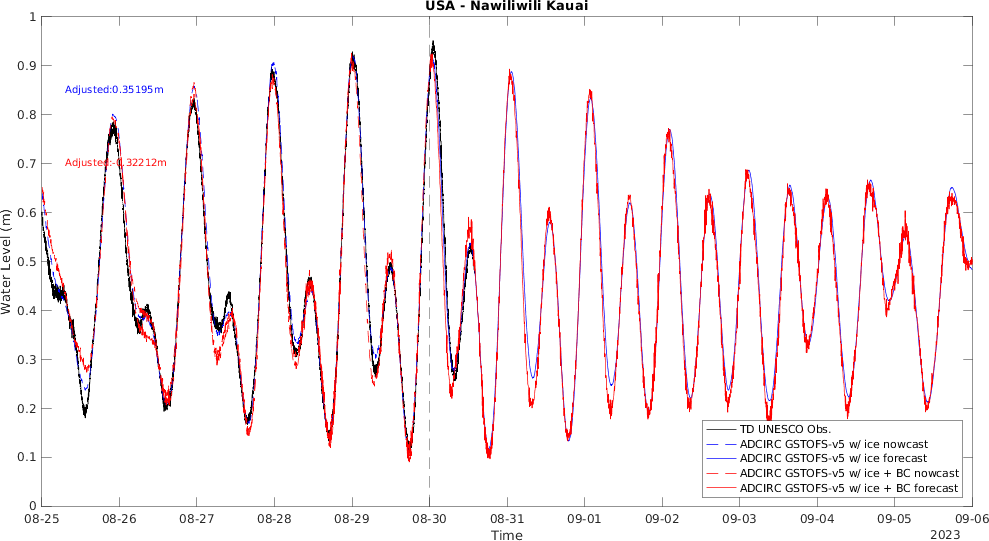 USA - Nawiliwili Kauai
1
0.9
0.8
0.7
0.6
0.5
0.4
0.3
0.2
0.1
0
Water Level (m)
Adjusted:0.35195m
Adjusted:-0.32212m
TD UNESCO Obs.
ADCIRC GSTOFS-v5 w/ ice nowcast
ADCIRC GSTOFS-v5 w/ ice forecast
ADCIRC GSTOFS-v5 w/ ice + BC nowcast
ADCIRC GSTOFS-v5 w/ ice + BC forecast
08-25 08-26 08-27 08-28 08-29 08-30 08-31 09-01 09-02 09-03 09-04 09-05 09-06
Time
2023